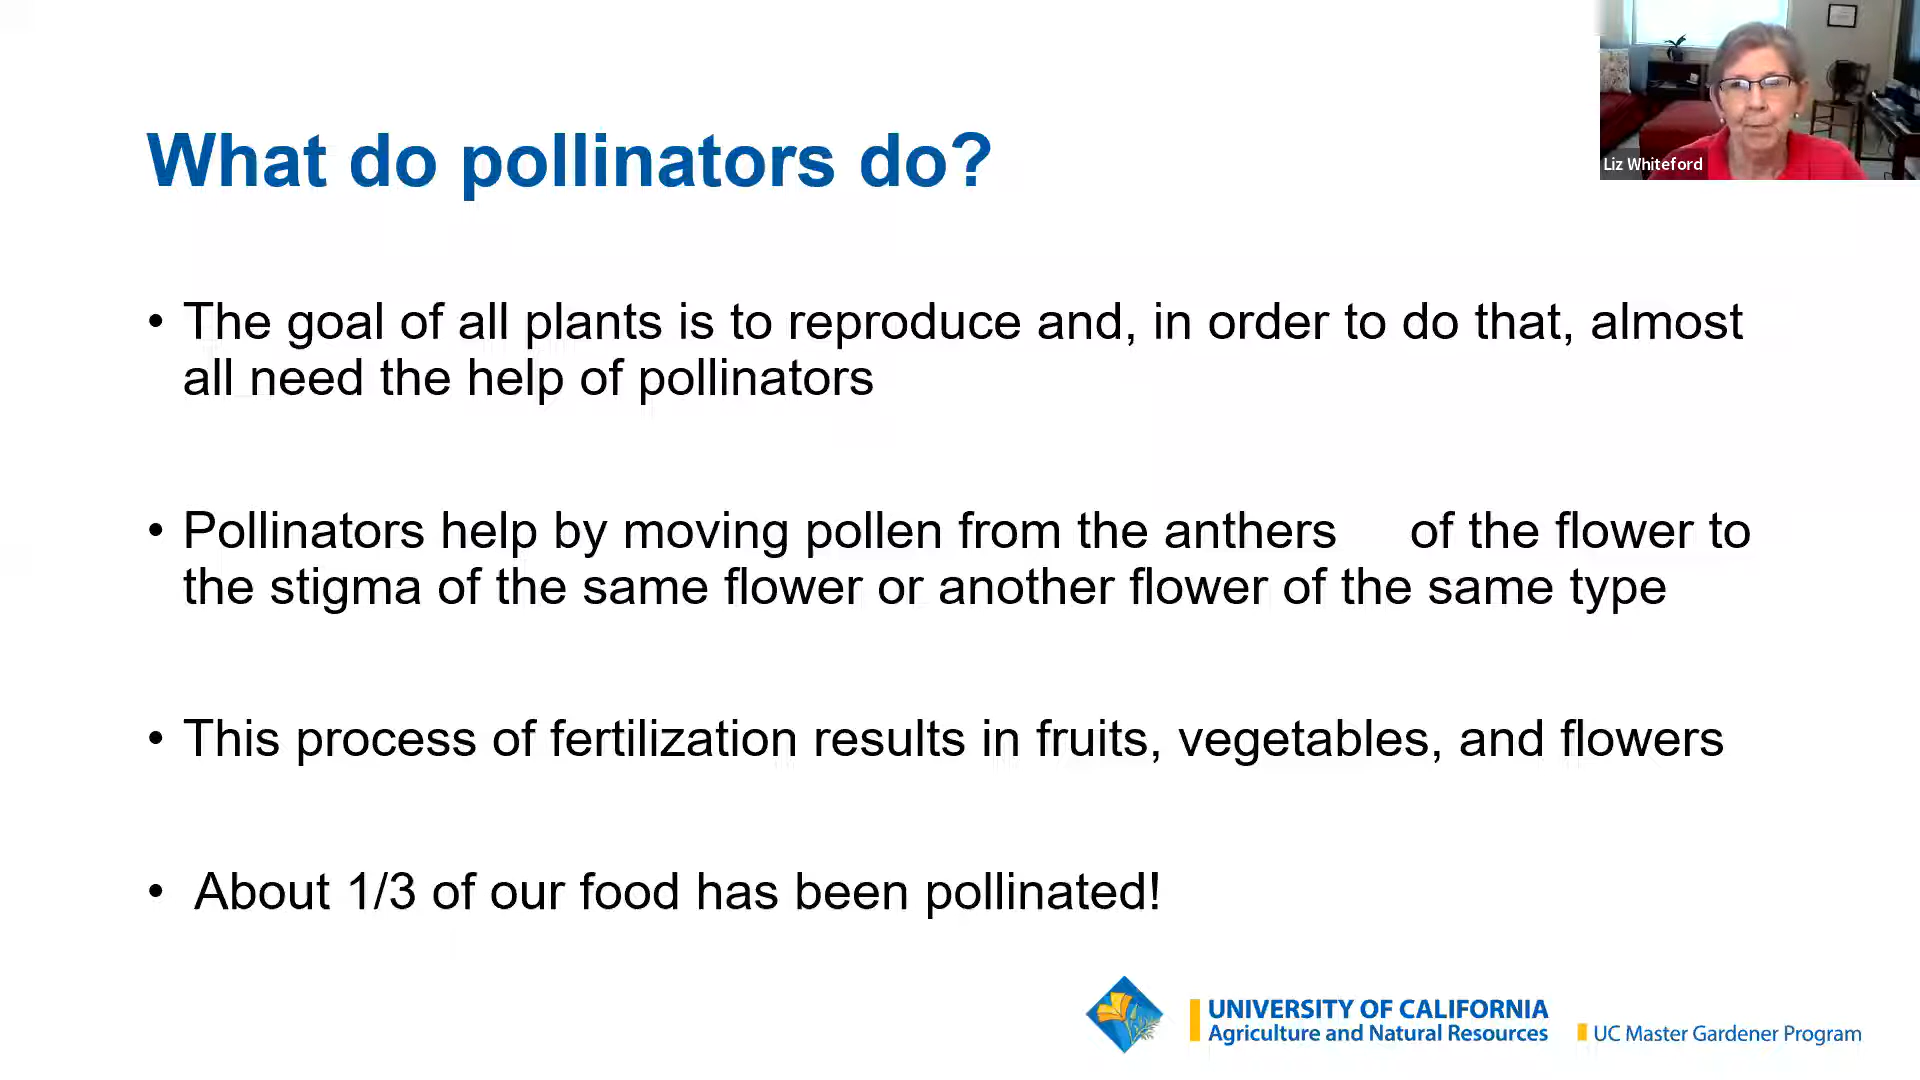 What do pollinators do?
Liz Whiteford
• The goal of all plants is to reproduce and, in order to do that, almost
all need the help of pollinators
• Pollinators help by moving pollen from the anthers of the flower to
the stigma of the same flower or another flower of the same type
• This process of fertilization results in fruits, vegetables, and flowers
• About 1/3 of our food has been pollinated!
UNIVERSITY OF CALIFORNIA
Agriculture and Natural Resources
UC Master Gardener Program